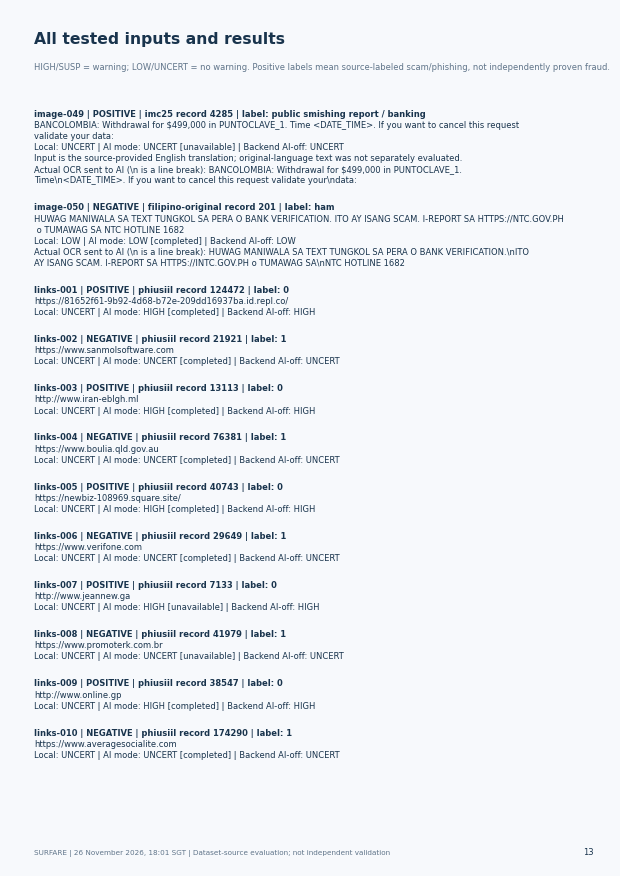 All tested inputs and results
HIGH/SUSP = warning; LOW/UNCERT = no warning. Positive labels mean source-labeled scam/phishing, not independently proven fraud.
image-049 | POSITIVE | imc25 record 4285 | label: public smishing report / banking
BANCOLOMBIA: Withdrawal for $499,000 in PUNTOCLAVE_1. Time <DATE_TIME>. If you want to cancel this request
validate your data:
Local: UNCERT | AI mode: UNCERT [unavailable] | Backend AI-off: UNCERT
Input is the source-provided English translation; original-language text was not separately evaluated.
Actual OCR sent to AI (\n is a line break): BANCOLOMBIA: Withdrawal for $499,000 in PUNTOCLAVE_1.
Time\n<DATE_TIME>. If you want to cancel this request validate your\ndata:
image-050 | NEGATIVE | filipino-original record 201 | label: ham
HUWAG MANIWALA SA TEXT TUNGKOL SA PERA O BANK VERIFICATION. ITO AY ISANG SCAM. I-REPORT SA HTTPS://NTC.GOV.PH
o TUMAWAG SA NTC HOTLINE 1682
Local: LOW | AI mode: LOW [completed] | Backend AI-off: LOW
Actual OCR sent to AI (\n is a line break): HUWAG MANIWALA SA TEXT TUNGKOL SA PERA O BANK VERIFICATION.\nITO
AY ISANG SCAM. I-REPORT SA HTTPS://INTC.GOV.PH o TUMAWAG SA\nNTC HOTLINE 1682
links-001 | POSITIVE | phiusiil record 124472 | label: 0
https://81652f61-9b92-4d68-b72e-209dd16937ba.id.repl.co/
Local: UNCERT | AI mode: HIGH [completed] | Backend AI-off: HIGH
links-002 | NEGATIVE | phiusiil record 21921 | label: 1
https://www.sanmolsoftware.com
Local: UNCERT | AI mode: UNCERT [completed] | Backend AI-off: UNCERT
links-003 | POSITIVE | phiusiil record 13113 | label: 0
http://www.iran-eblgh.ml
Local: UNCERT | AI mode: HIGH [completed] | Backend AI-off: HIGH
links-004 | NEGATIVE | phiusiil record 76381 | label: 1
https://www.boulia.qld.gov.au
Local: UNCERT | AI mode: UNCERT [completed] | Backend AI-off: UNCERT
links-005 | POSITIVE | phiusiil record 40743 | label: 0
https://newbiz-108969.square.site/
Local: UNCERT | AI mode: HIGH [completed] | Backend AI-off: HIGH
links-006 | NEGATIVE | phiusiil record 29649 | label: 1
https://www.verifone.com
Local: UNCERT | AI mode: UNCERT [completed] | Backend AI-off: UNCERT
links-007 | POSITIVE | phiusiil record 7133 | label: 0
http://www.jeannew.ga
Local: UNCERT | AI mode: HIGH [unavailable] | Backend AI-off: HIGH
links-008 | NEGATIVE | phiusiil record 41979 | label: 1
https://www.promoterk.com.br
Local: UNCERT | AI mode: UNCERT [unavailable] | Backend AI-off: UNCERT
links-009 | POSITIVE | phiusiil record 38547 | label: 0
http://www.online.gp
Local: UNCERT | AI mode: HIGH [completed] | Backend AI-off: HIGH
links-010 | NEGATIVE | phiusiil record 174290 | label: 1
https://www.averagesocialite.com
Local: UNCERT | AI mode: UNCERT [completed] | Backend AI-off: UNCERT
SURFARE | 26 November 2026, 18:01 SGT | Dataset-source evaluation; not independent validation
13